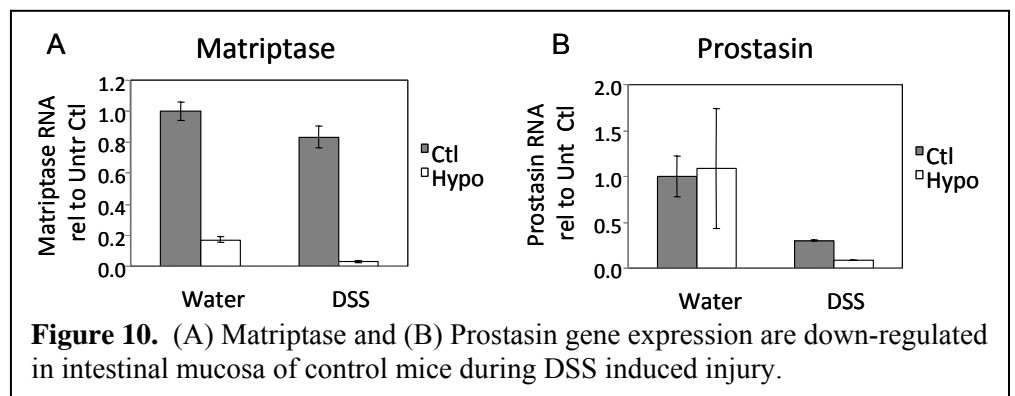 A
Matriptase
Matriptase RNA
rel to Untr Ctl
1.2
1.0
0.8
0.6
0.4
0.2
0.0
Water
DSS
Ctl
Hypo
B
Prostasin
Prostasin RNA
rel to Unt Ctl
2.0
1.5
1.0
0.5
0.0
Water
DSS
Ctl
Hypo
Figure 10. (A) Matriptase and (B) Prostasin gene expression are down-regulated
in intestinal mucosa of control mice during DSS induced injury.